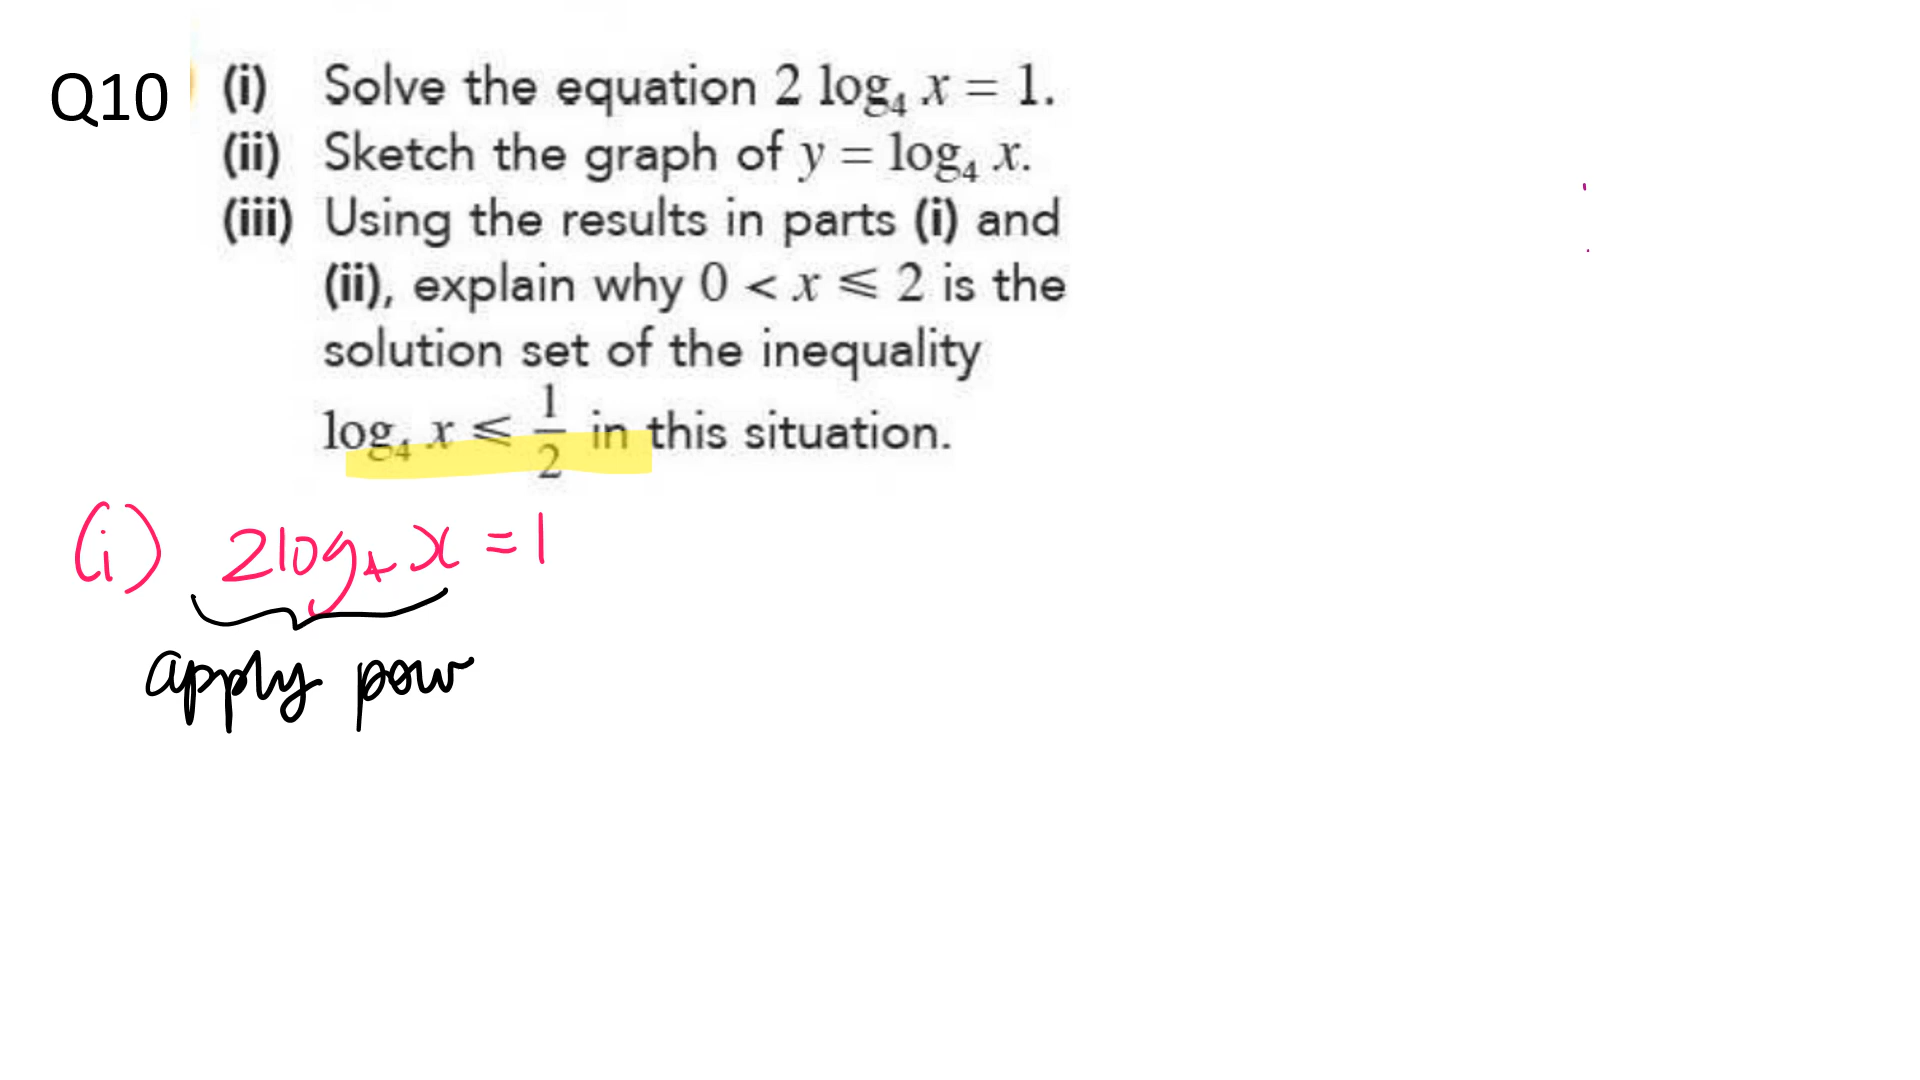 Q10 (i) Solve the equation 2 log₄ x = 1.
(ii) Sketch the graph of y = log₄ x.
(iii) Using the results in parts (i) and
(ii), explain why 0 < x ⩽ 2 is the
solution set of the inequality
log₄ x ⩽ 1/2 in this situation.
(i) 2log₄x = 1
apply pow